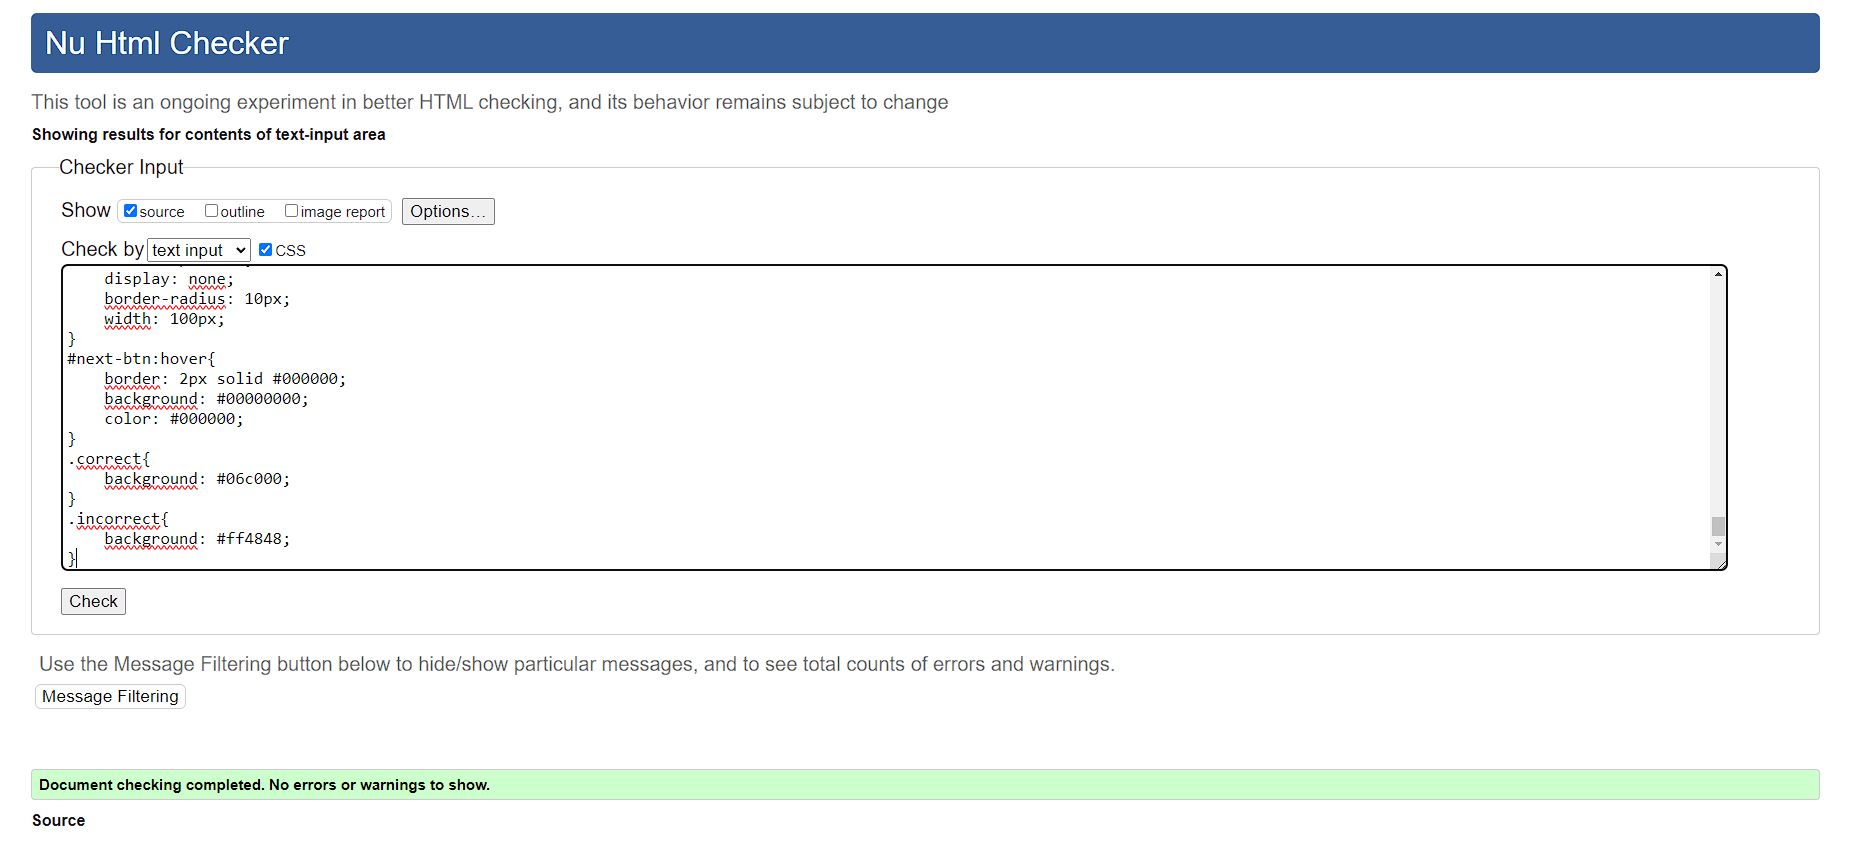 Nu Html Checker
This tool is an ongoing experiment in better HTML checking, and its behavior remains subject to change
Showing results for contents of text-input area
Checker Input
Show source outline image report Options...
Check by text input CSS
display: none;
border-radius: 10px;
width: 100px;
}
#next-btn:hover{
border: 2px solid #000000;
background: #00000000;
color: #000000;
}
.correct{
background: #06c000;
}
.incorrect{
background: #ff4848;
}
Check
Use the Message Filtering button below to hide/show particular messages, and to see total counts of errors and warnings.
Message Filtering
Document checking completed. No errors or warnings to show.
Source